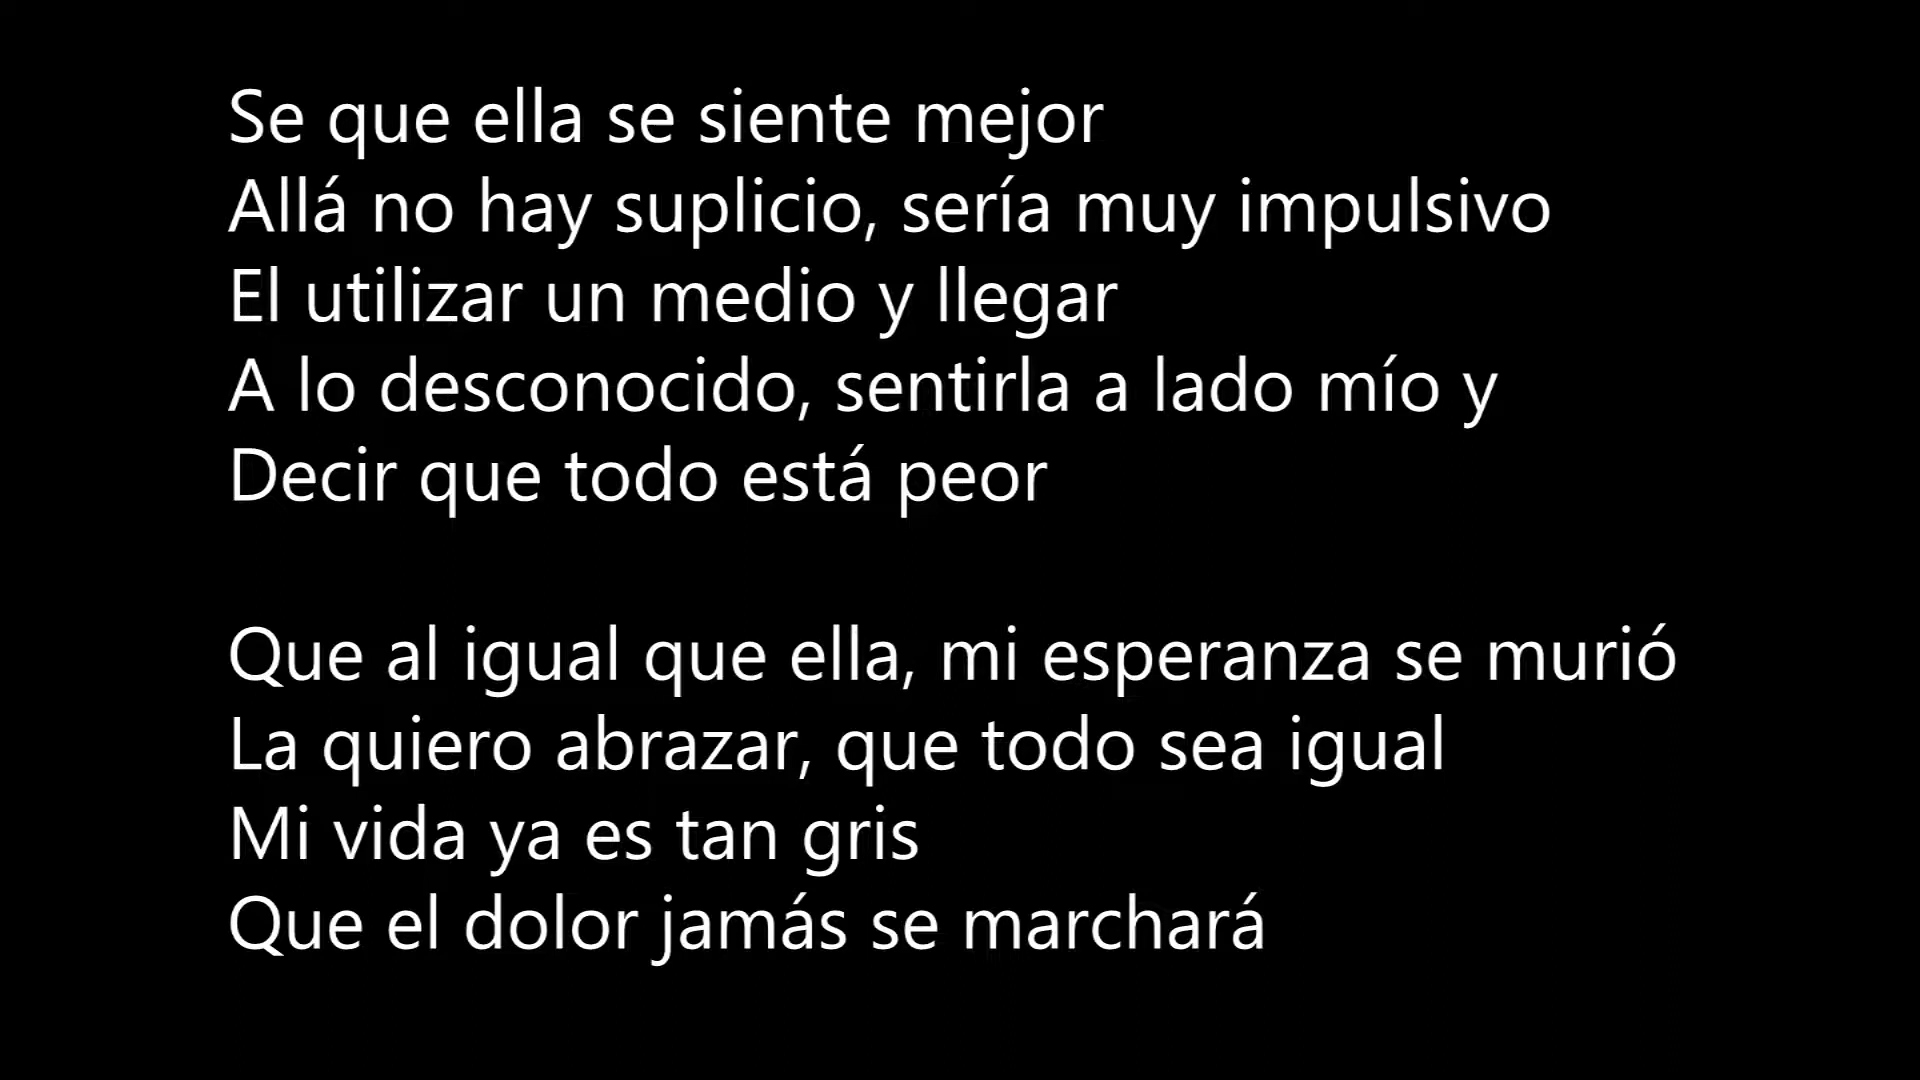 Se que ella se siente mejor
Allá no hay suplicio, sería muy impulsivo
El utilizar un medio y llegar
A lo desconocido, sentirla a lado mío y
Decir que todo está peor
Que al igual que ella, mi esperanza se murió
La quiero abrazar, que todo sea igual
Mi vida ya es tan gris
Que el dolor jamás se marchará